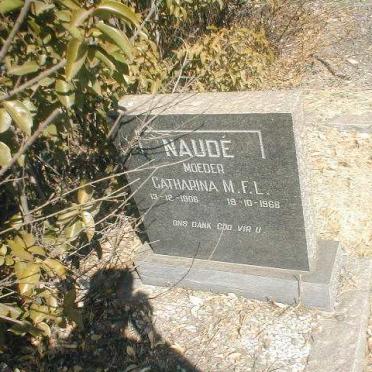 NAUDÉ
MOEDER
CATHARINA M.F.L.
13-12-1906 19-10-1968
ONS DANK GOD VIR U